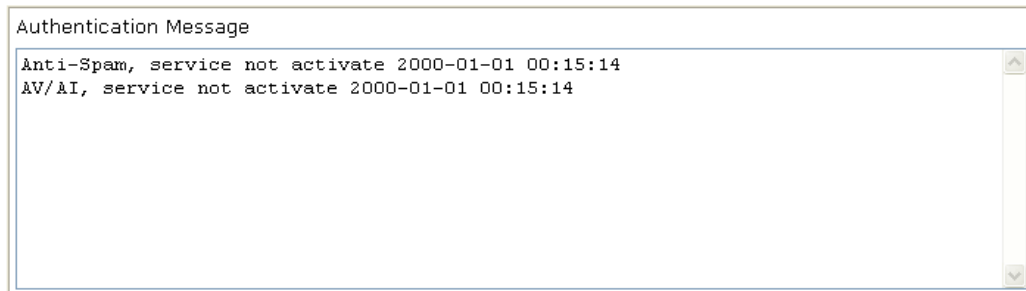 Authentication Message
Anti-Spam, service not activate 2000-01-01 00:15:14
AV/AI, service not activate 2000-01-01 00:15:14